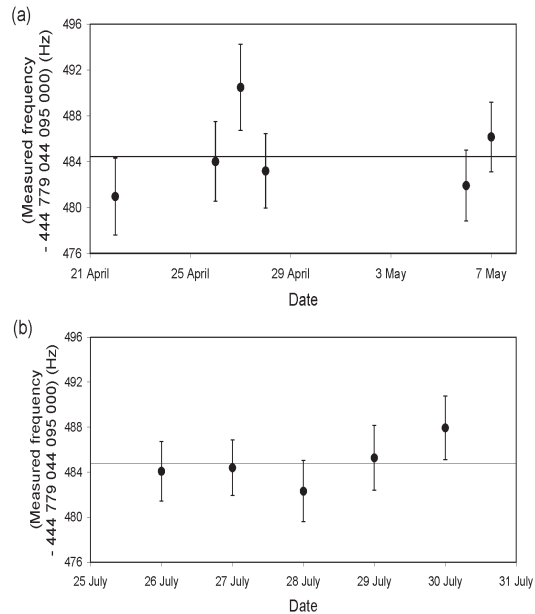 (a)
(Measured frequency
- 444 779 044 095 000) (Hz)
496
492
488
484
480
476
21 April
25 April
29 April
3 May
7 May
Date
(b)
(Measured frequency
- 444 779 044 095 000) (Hz)
496
492
488
484
480
476
25 July
26 July
27 July
28 July
29 July
30 July
31 July
Date